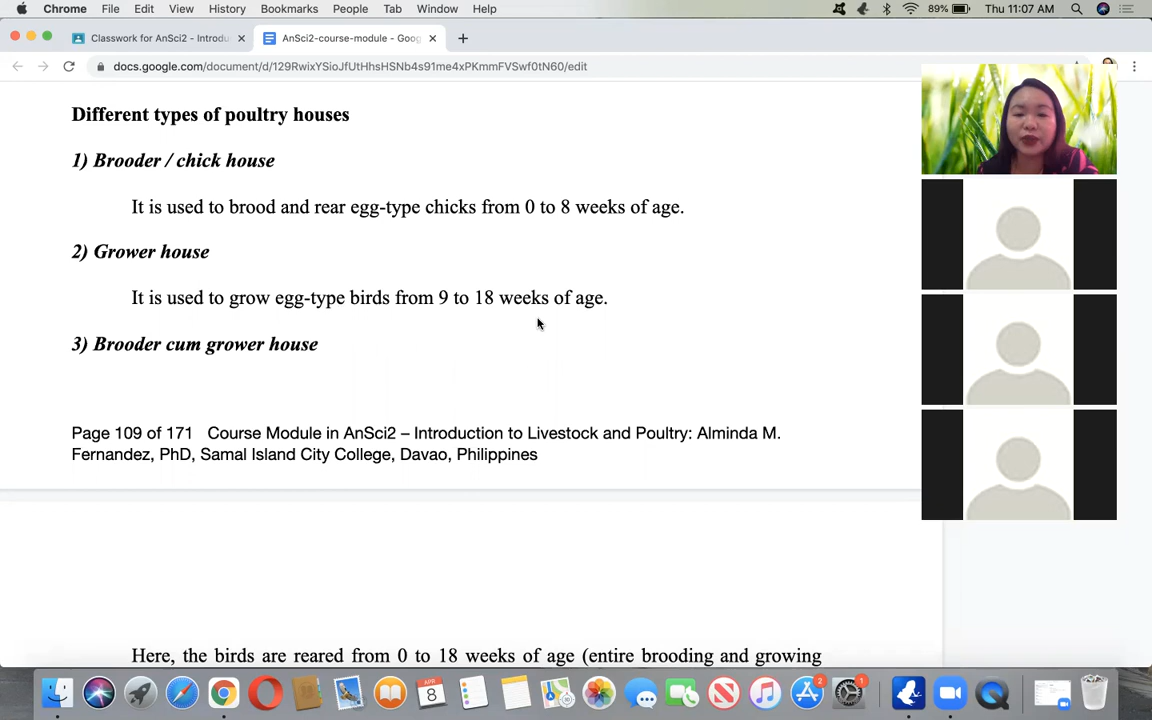 Chrome File Edit View History Bookmarks People Tab Window Help 89% Thu 11:07 AM
Classwork for AnSci2 - Introdu
AnSci2-course-module - Goog
docs.google.com/document/d/129RwixYSioJfUtHhsHSNb4s91me4xPKmmFVSwf0tN60/edit
Different types of poultry houses
1) Brooder / chick house
It is used to brood and rear egg-type chicks from 0 to 8 weeks of age.
2) Grower house
It is used to grow egg-type birds from 9 to 18 weeks of age.
3) Brooder cum grower house
Page 109 of 171 Course Module in AnSci2 – Introduction to Livestock and Poultry: Alminda M.
Fernandez, PhD, Samal Island City College, Davao, Philippines
Here, the birds are reared from 0 to 18 weeks of age (entire brooding and growing
APR
8
2
1